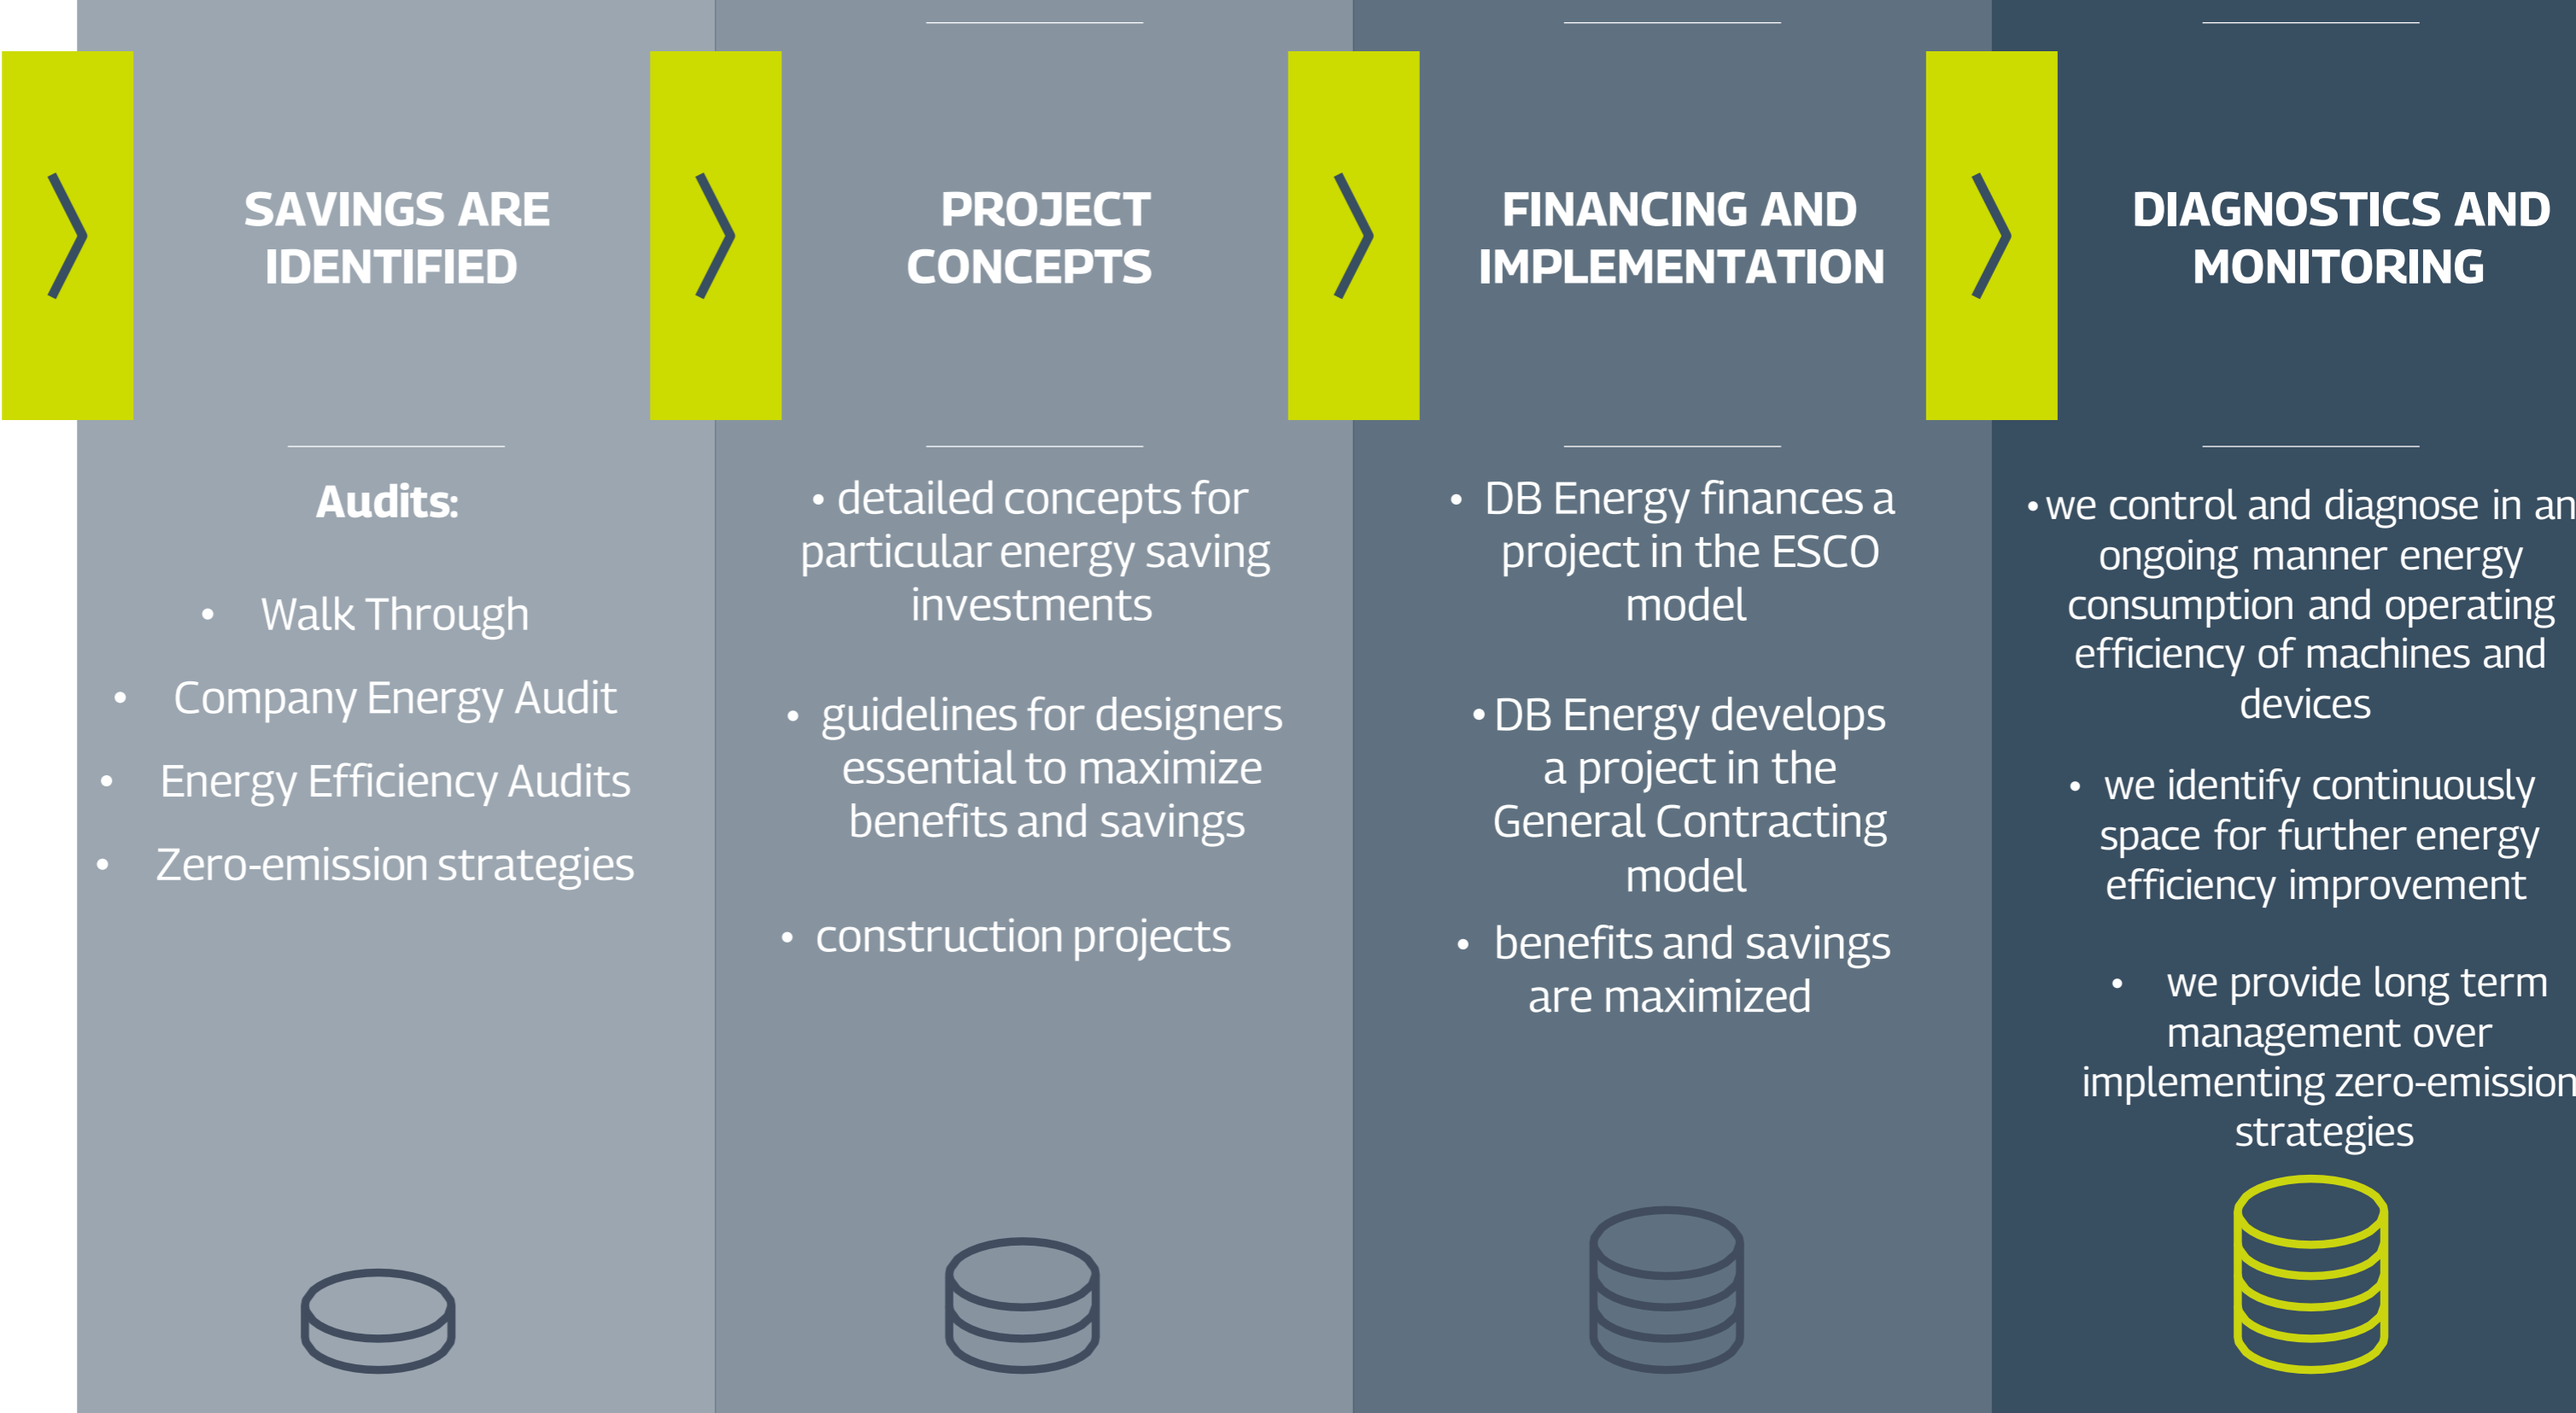 SAVINGS ARE
IDENTIFIED
Audits:
• Walk Through
• Company Energy Audit
• Energy Efficiency Audits
• Zero-emission strategies
PROJECT
CONCEPTS
• detailed concepts for
particular energy saving
investments
• guidelines for designers
essential to maximize
benefits and savings
• construction projects
FINANCING AND
IMPLEMENTATION
• DB Energy finances a
project in the ESCO
model
• DB Energy develops
a project in the
General Contracting
model
• benefits and savings
are maximized
DIAGNOSTICS AND
MONITORING
• we control and diagnose in an
ongoing manner energy
consumption and operating
efficiency of machines and
devices
• we identify continuously
space for further energy
efficiency improvement
• we provide long term
management over
implementing zero-emission
strategies